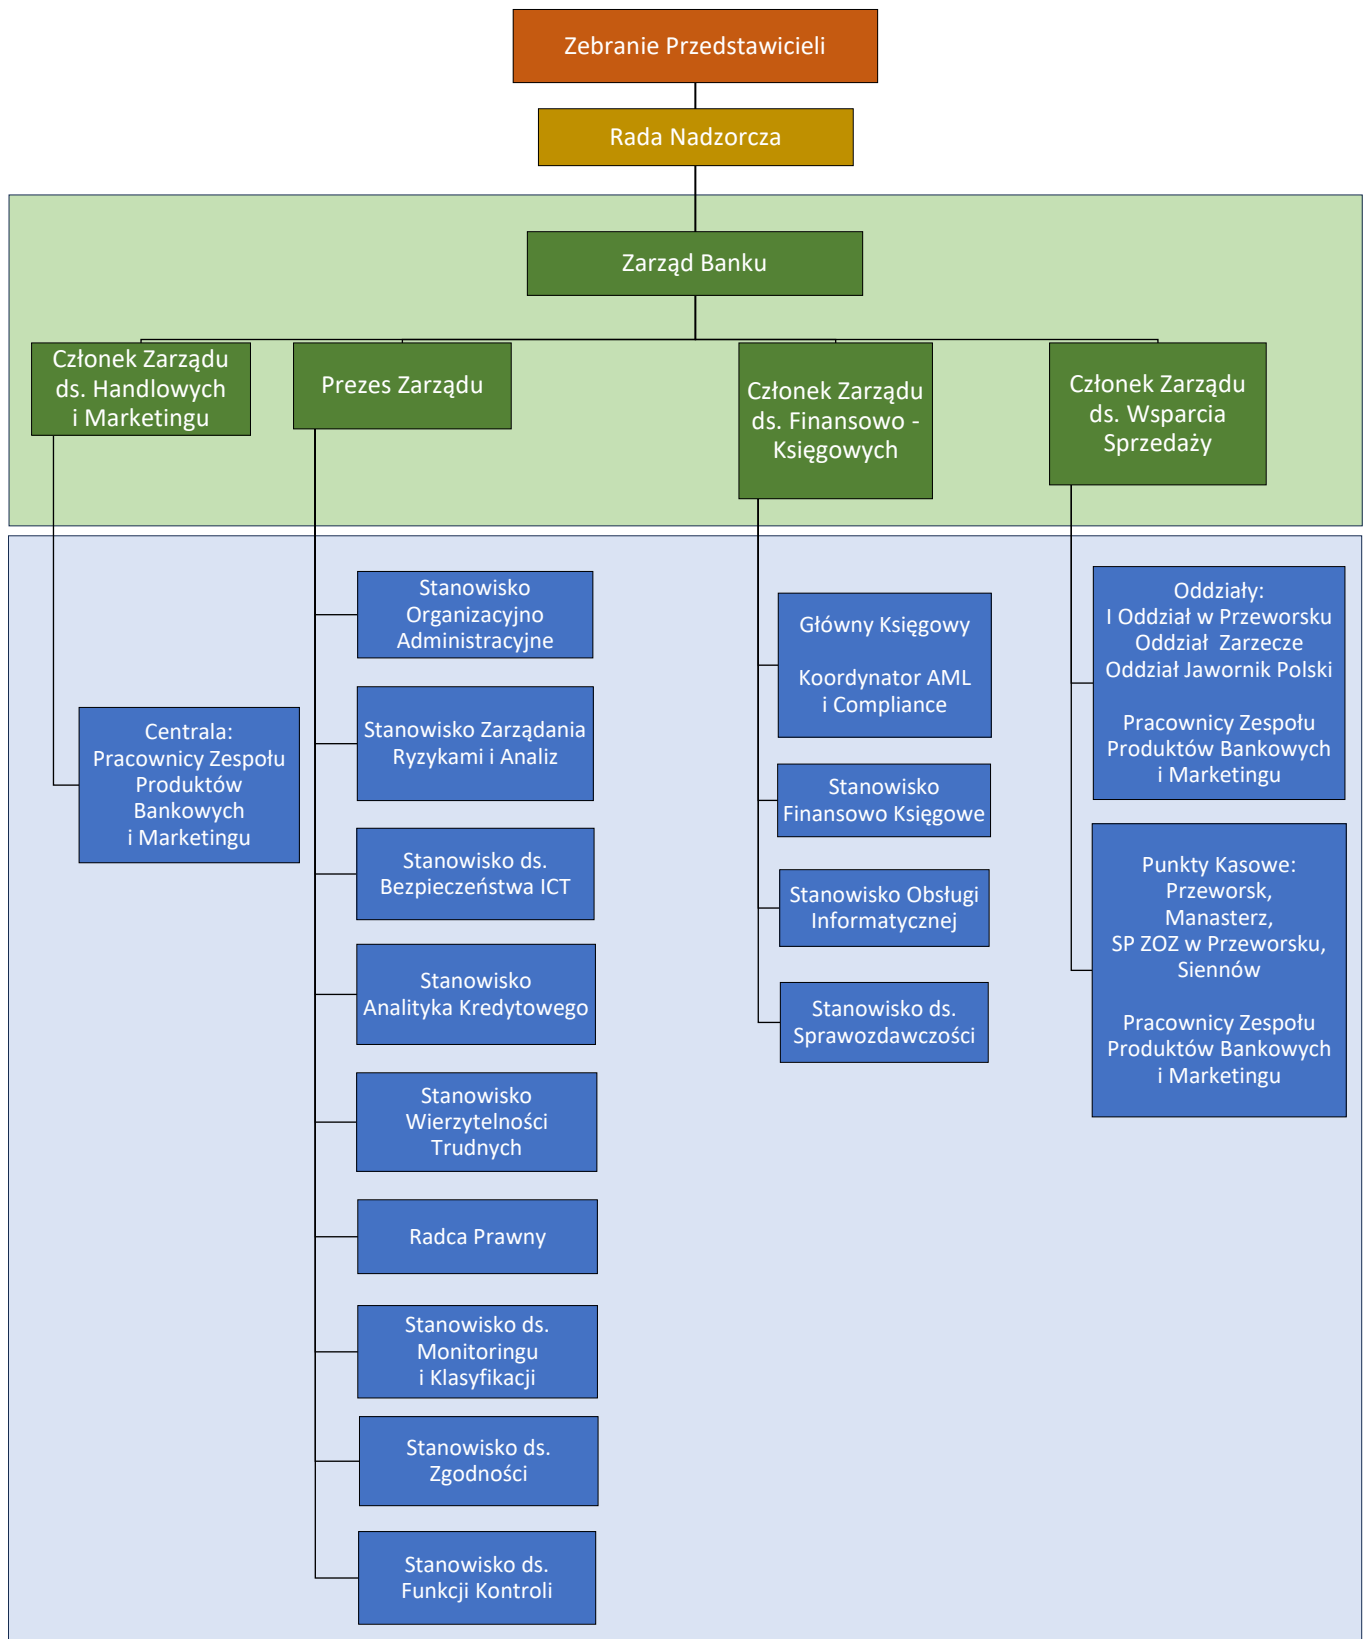 Zebranie Przedstawicieli
Rada Nadzorcza
Zarząd Banku
Członek Zarządu
ds. Handlowych
i Marketingu
Prezes Zarządu
Członek Zarządu
ds. Finansowo -
Księgowych
Członek Zarządu
ds. Wsparcia
Sprzedaży
Centrala:
Pracownicy Zespołu
Produktów
Bankowych
i Marketingu
Stanowisko
Organizacyjno
Administracyjne
Stanowisko Zarządania
Ryzykami i Analiz
Stanowisko ds.
Bezpieczeństwa ICT
Stanowisko
Analityka Kredytowego
Stanowisko
Wierzytelności
Trudnych
Radca Prawny
Stanowisko ds.
Monitoringu
i Klasyfikacji
Stanowisko ds.
Zgodności
Stanowisko ds.
Funkcji Kontroli
Główny Księgowy
Koordynator AML
i Compliance
Stanowisko
Finansowo Księgowe
Stanowisko Obsługi
Informatycznej
Stanowisko ds.
Sprawozdawczości
Oddziały:
I Oddział w Przeworsku
Oddział Zarzecze
Oddział Jawornik Polski
Pracownicy Zespołu
Produktów Bankowych
i Marketingu
Punkty Kasowe:
Przeworsk,
Manasterz,
SP ZOZ w Przeworsku,
Siennów
Pracownicy Zespołu
Produktów Bankowych
i Marketingu